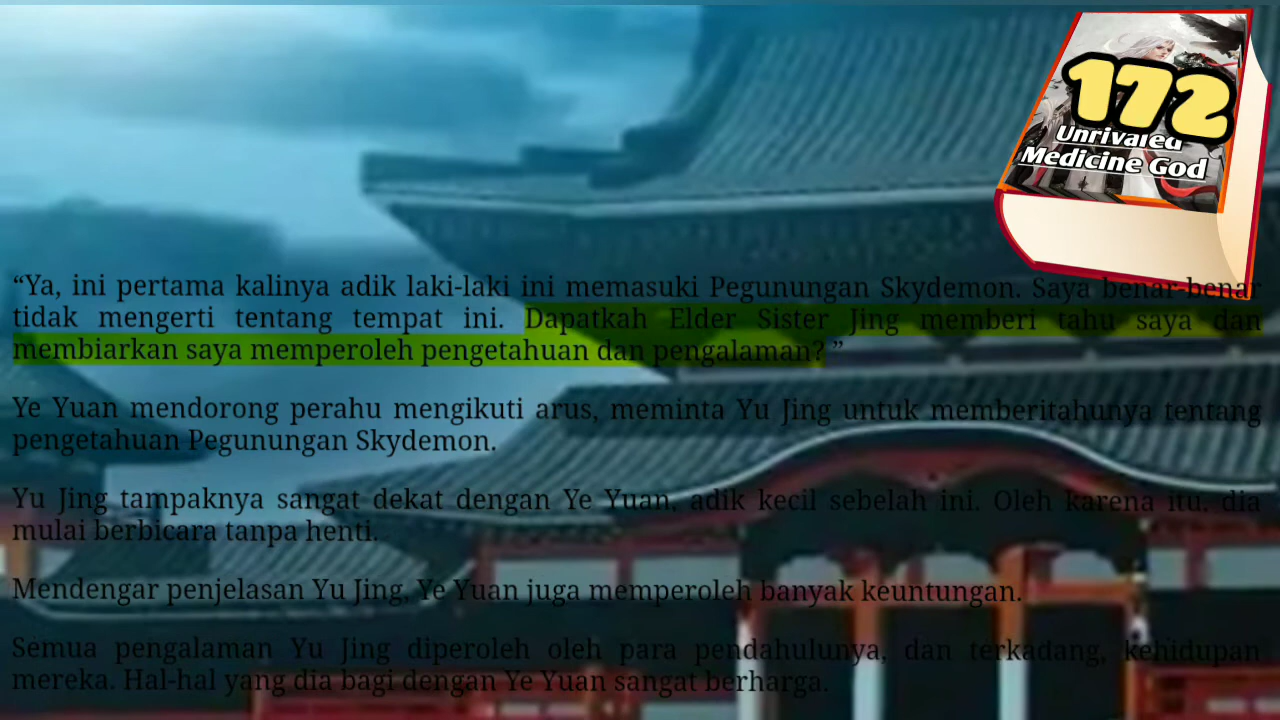 172
Unrivaled
Medicine God
“Ya, ini pertama kalinya adik laki-laki ini memasuki Pegunungan Skydemon. Saya benar-benar
tidak mengerti tentang tempat ini. Dapatkah Elder Sister Jing memberi tahu saya dan
membiarkan saya memperoleh pengetahuan dan pengalaman? ”
Ye Yuan mendorong perahu mengikuti arus, meminta Yu Jing untuk memberitahunya tentang
pengetahuan Pegunungan Skydemon.
Yu Jing tampaknya sangat dekat dengan Ye Yuan, adik kecil sebelah ini. Oleh karena itu, dia
mulai berbicara tanpa henti.
Mendengar penjelasan Yu Jing, Ye Yuan juga memperoleh banyak keuntungan.
Semua pengalaman Yu Jing diperoleh oleh para pendahulunya, dan terkadang, kehidupan
mereka. Hal-hal yang dia bagi dengan Ye Yuan sangat berharga.